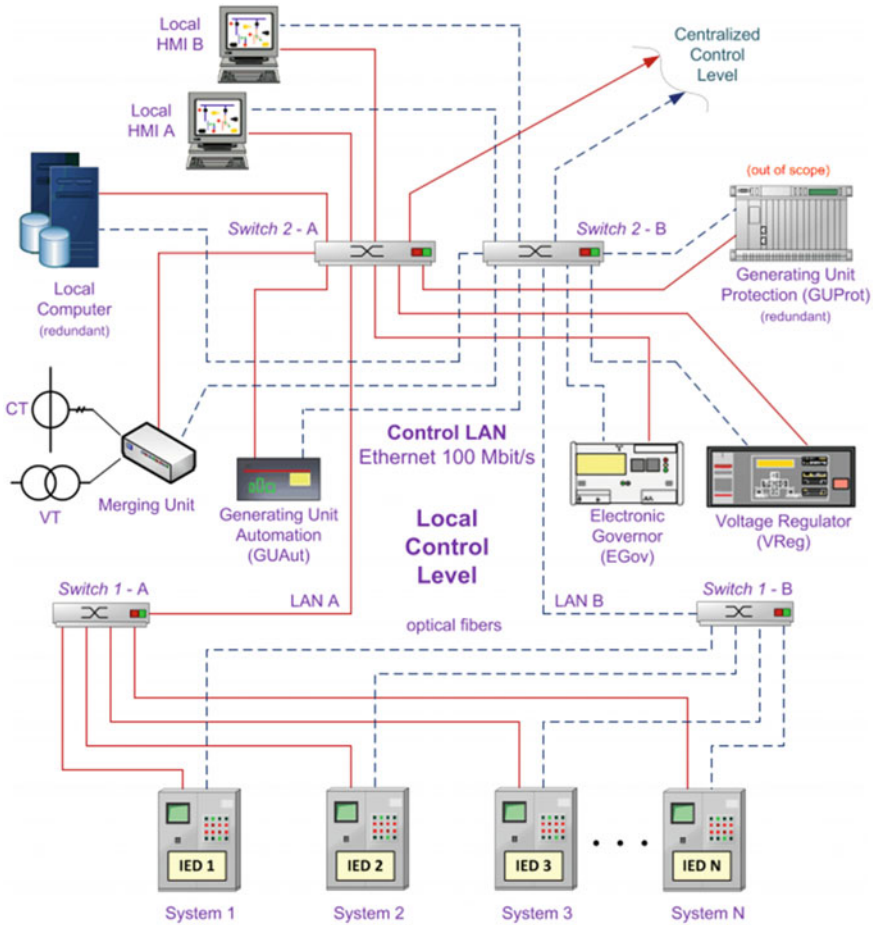 Local
HMI B
Centralized
Control
Level
Local
HMI A
(out of scope)
Switch 2 - A
Switch 2 - B
Local
Computer
(redundant)
Generating Unit
Protection (GUProt)
(redundant)
CT
Control LAN
Ethernet 100 Mbit/s
VT
Merging Unit
Generating Unit
Automation
(GUAut)
Electronic
Governor
(EGov)
Voltage Regulator
(VReg)
Local
Control
Level
Switch 1 - A
LAN A
LAN B
Switch 1 - B
optical fibers
IED 1
IED 2
IED 3
. . .
IED N
System 1
System 2
System 3
System N